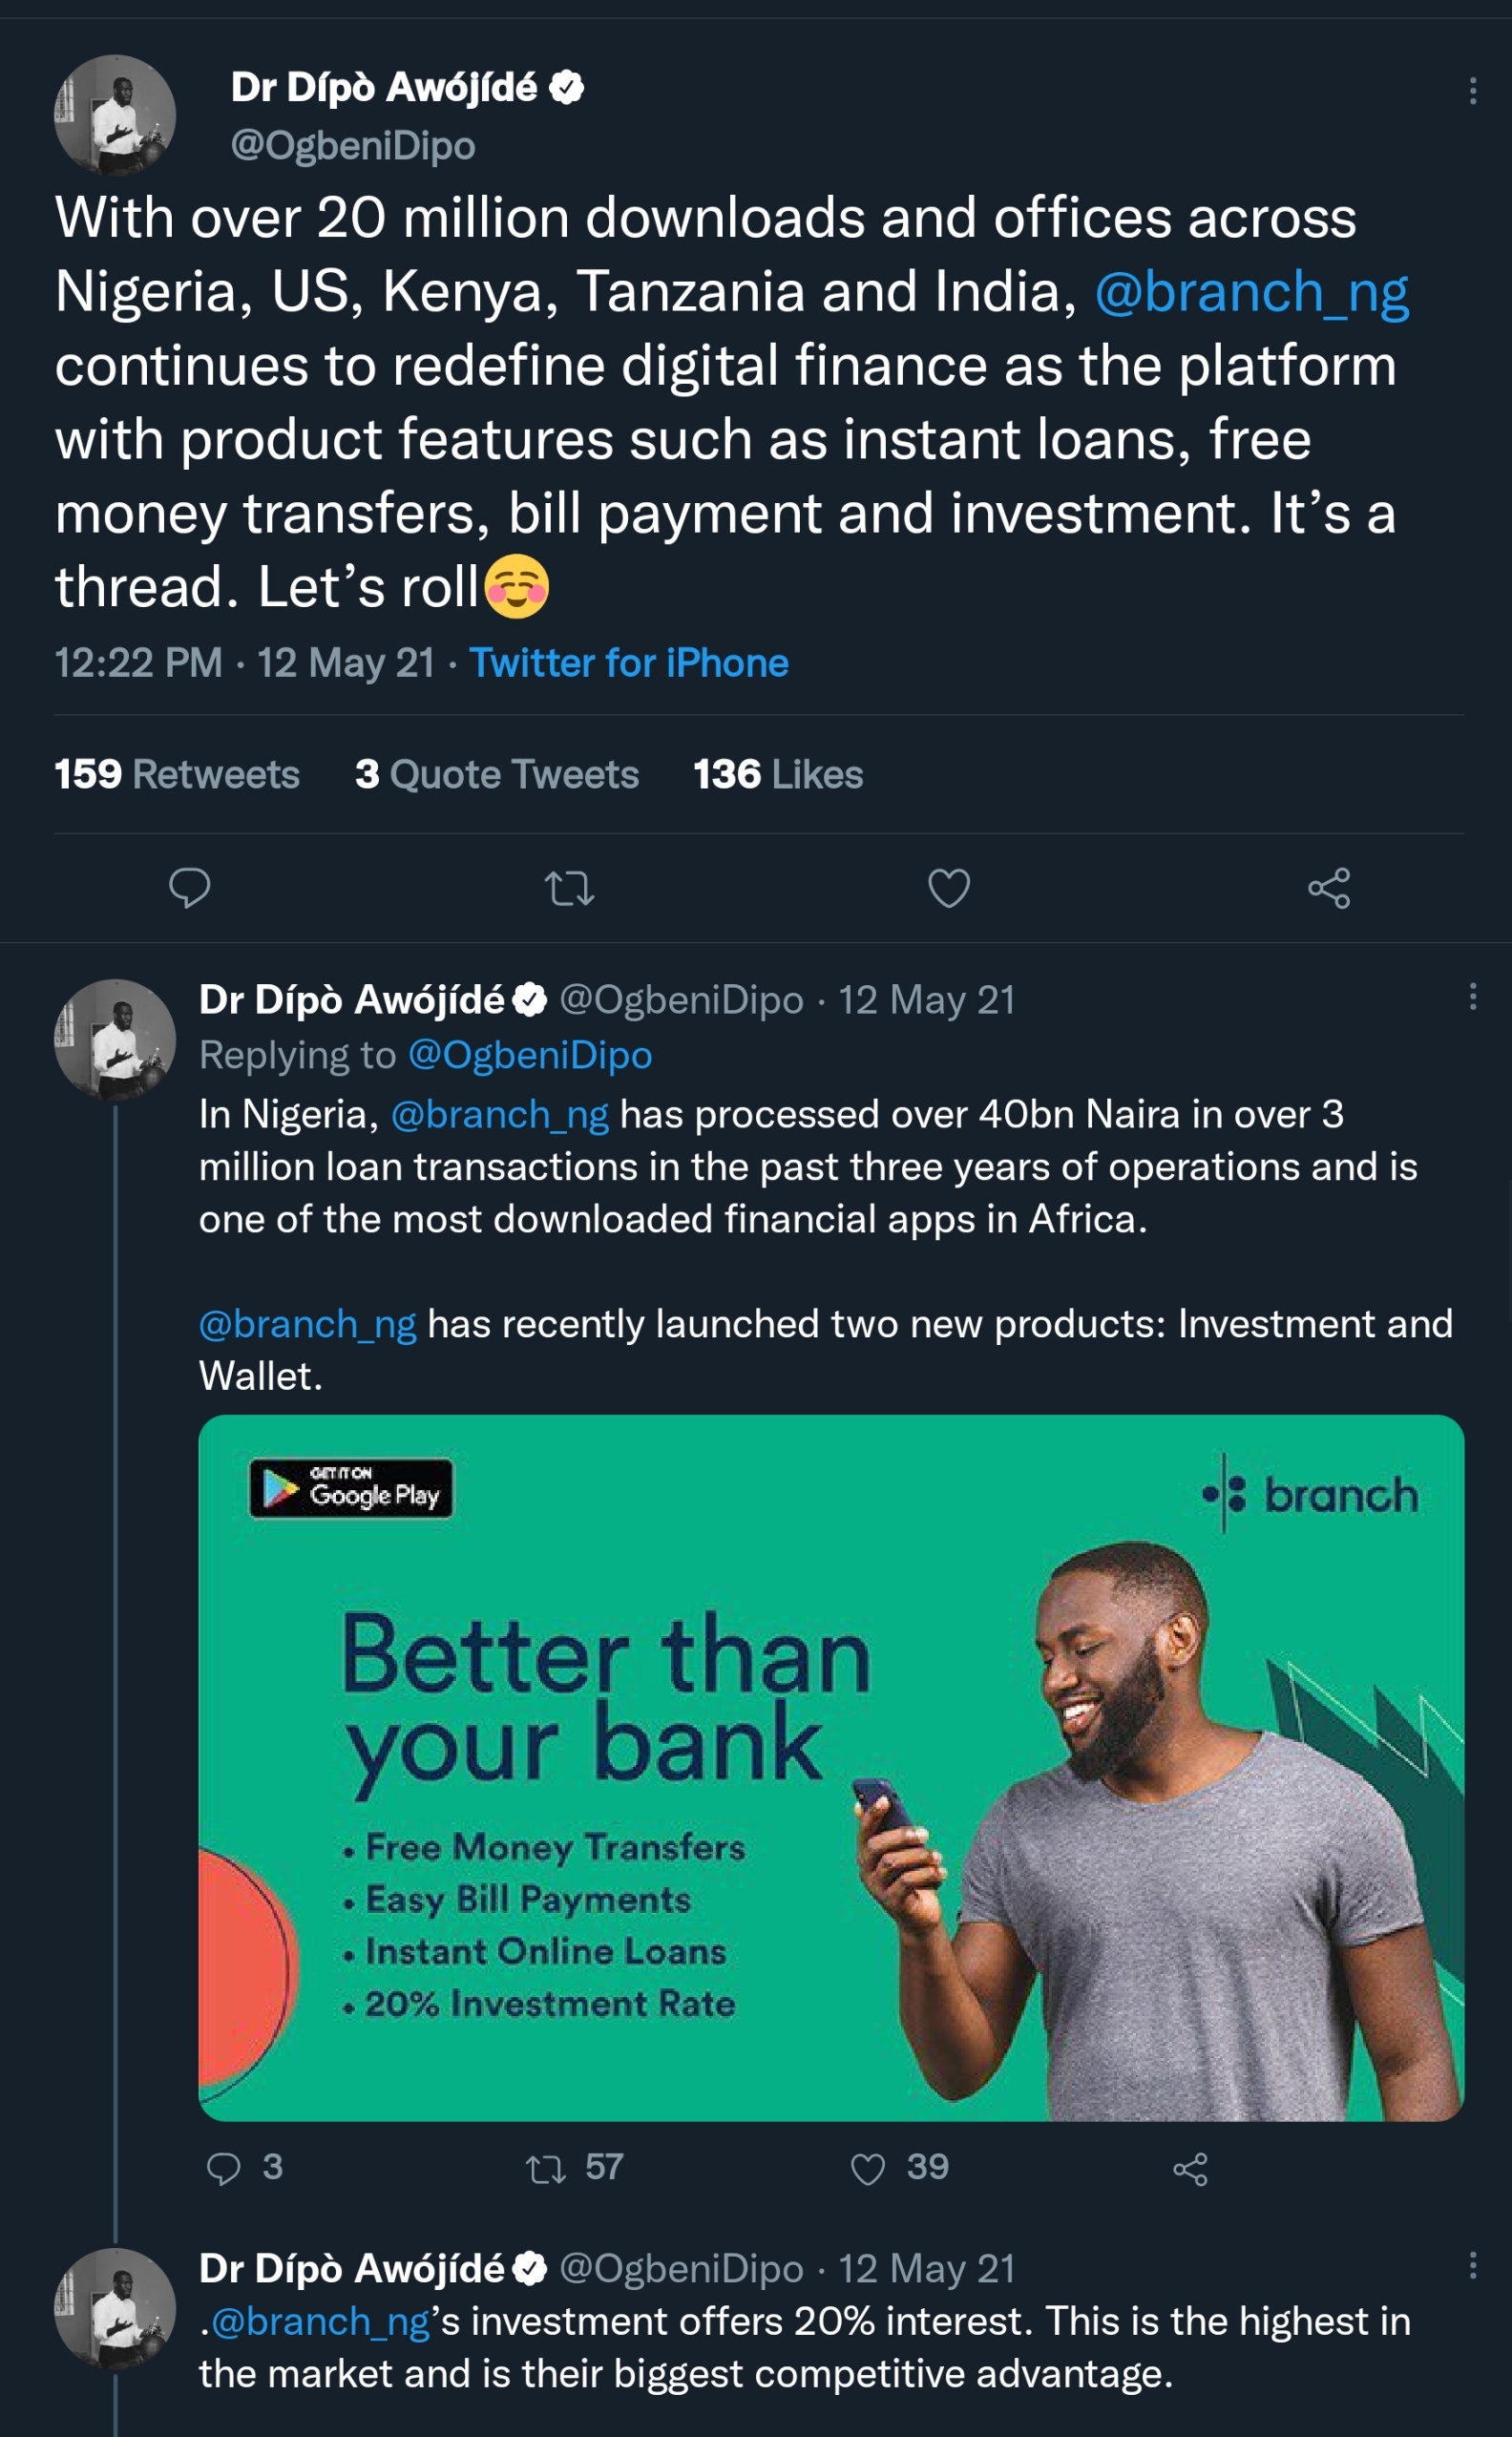 Dr Dípò Awójídé
@OgbeniDipo
With over 20 million downloads and offices across
Nigeria, US, Kenya, Tanzania and India, @branch_ng
continues to redefine digital finance as the platform
with product features such as instant loans, free
money transfers, bill payment and investment. It’s a
thread. Let’s roll☺️
12:22 PM · 12 May 21 · Twitter for iPhone
159 Retweets 3 Quote Tweets 136 Likes
Dr Dípò Awójídé @OgbeniDipo · 12 May 21
Replying to @OgbeniDipo
In Nigeria, @branch_ng has processed over 40bn Naira in over 3
million loan transactions in the past three years of operations and is
one of the most downloaded financial apps in Africa.
@branch_ng has recently launched two new products: Investment and
Wallet.
GET IT ON
Google Play
branch
Better than
your bank
• Free Money Transfers
• Easy Bill Payments
• Instant Online Loans
• 20% Investment Rate
3 57 39
Dr Dípò Awójídé @OgbeniDipo · 12 May 21
.@branch_ng’s investment offers 20% interest. This is the highest in
the market and is their biggest competitive advantage.